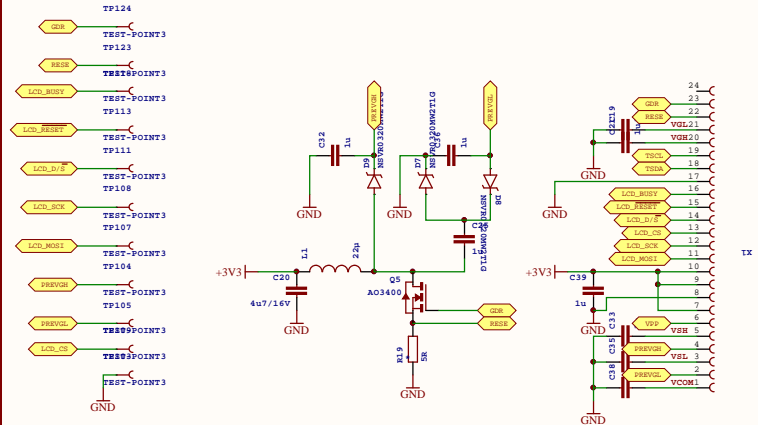 TP124
GDR
TEST-POINT3
TP123
RESE
TEST-POINT3
LCD_BUSY
TEST-POINT3
TP113
LCD_RESET
TEST-POINT3
TP111
LCD_D/S
TEST-POINT3
TP108
LCD_SCK
TEST-POINT3
TP107
LCD_MOSI
TEST-POINT3
TP104
PREVGH
TEST-POINT3
TP105
PREVGL
TEST-POINT3
LCD_CS
TEST-POINT3
GND
PREVGH
PREVGL
C32
1u
D9
NSVR0320MW2T1G
D7
NSVR0320MW2T1G
C36
1u
D8
GND
GND
1u
+3V3
L1
22µ
C20
4u7/16V
GND
Q5
AO3400
GDR
RESE
R19
5R
GND
24
23
GDR
22
RESE
C19
1u
VGL 21
VGH 20
19
TSCL
18
TSDA
GND
17
GND
16
LCD_BUSY
15
LCD_RESET
14
LCD_D/S
13
LCD_CS
12
LCD_SCK
11
LCD_MOSI
X1
+3V3
C39
1u
GND
10
9
8
7
6
VPP
C33
VSH 5
C35
4
PREVGH
VSL 3
C38
2
PREVGL
VCOM 1
GND